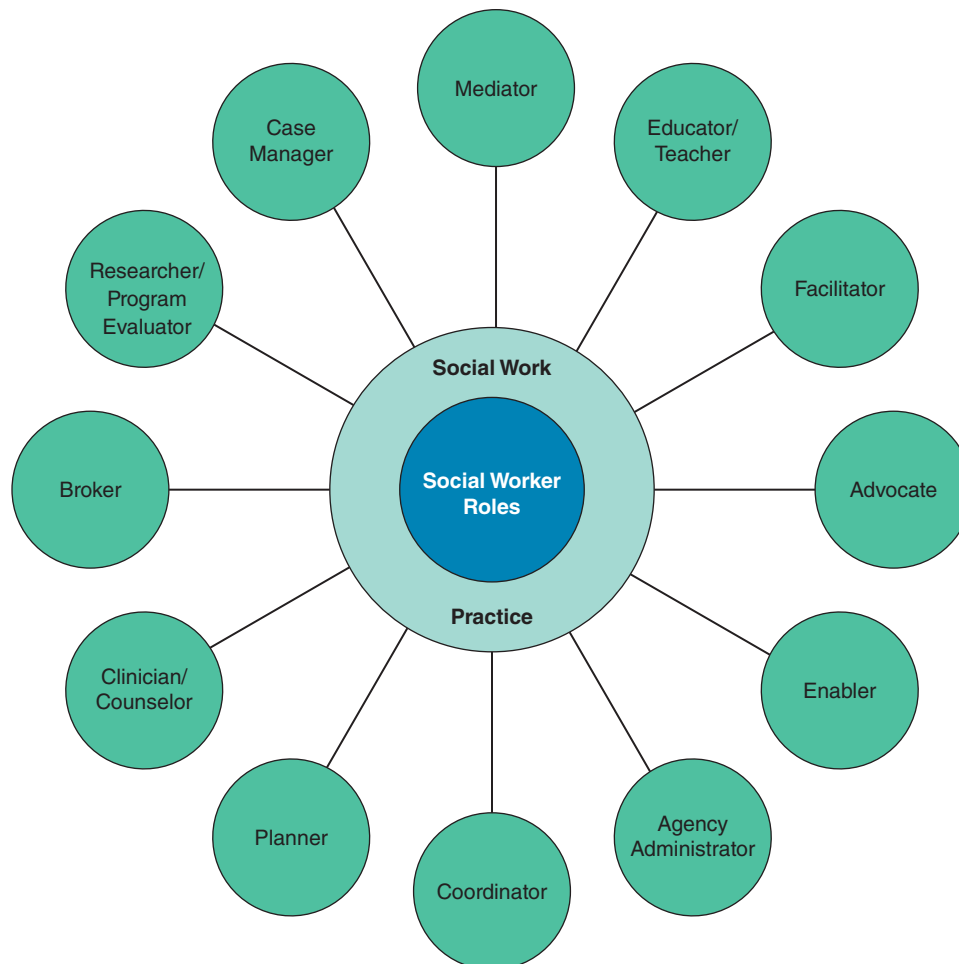 Mediator
Case
Manager
Educator/
Teacher
Researcher/
Program
Evaluator
Facilitator
Social Work
Social Worker
Roles
Practice
Broker
Advocate
Clinician/
Counselor
Enabler
Planner
Agency
Administrator
Coordinator